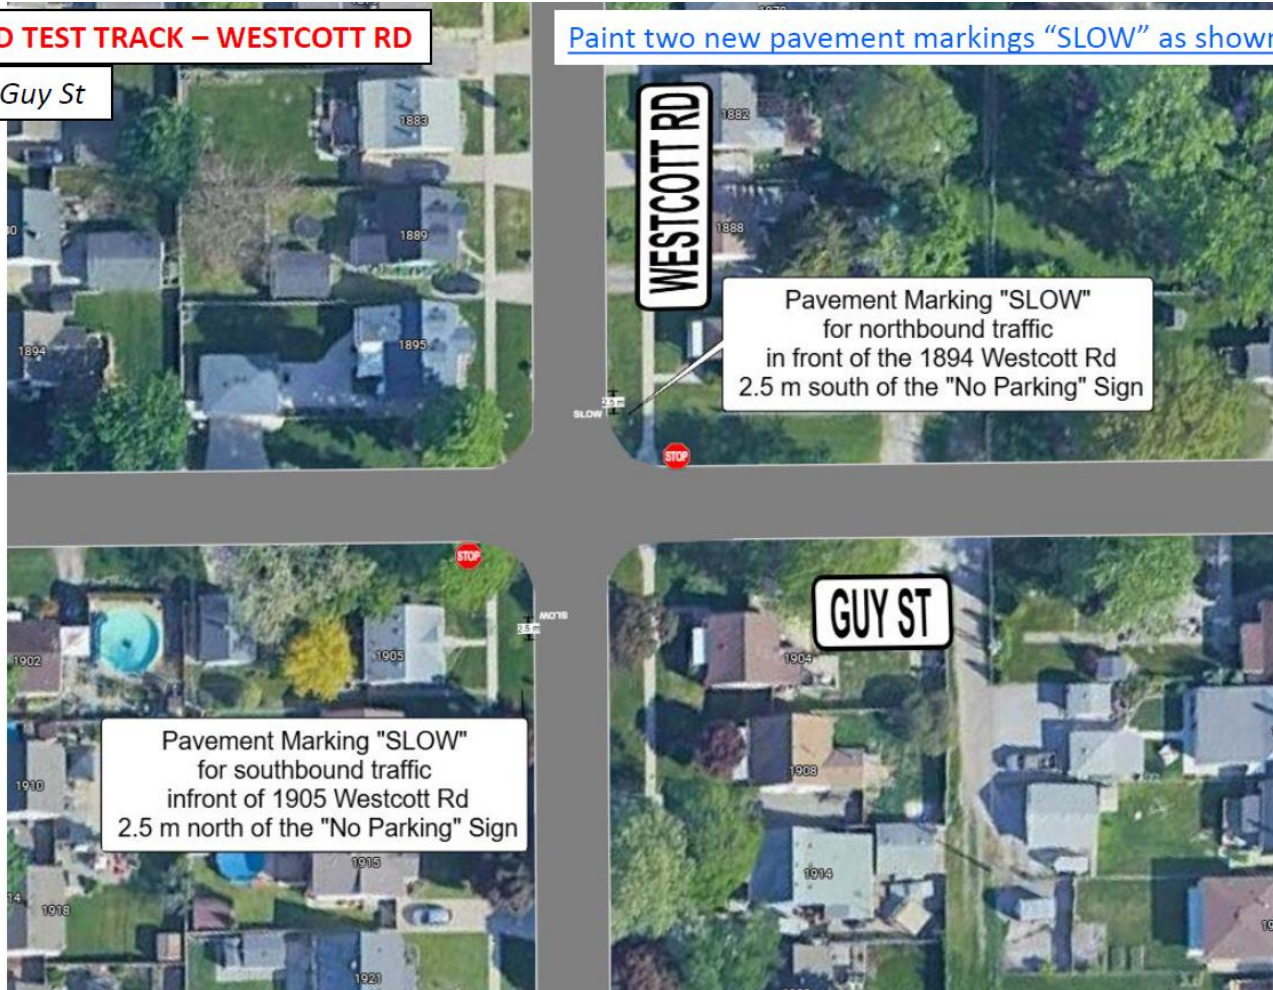 D TEST TRACK – WESTCOTT RD
Paint two new pavement markings “SLOW” as shown
Guy St
1883
1882
WESTCOTT RD
1889
1888
Pavement Marking "SLOW"
for northbound traffic
in front of the 1894 Westcott Rd
2.5 m south of the "No Parking" Sign
1894
1895
2.5 m
SLOW
STOP
STOP
SLOW
2.5 m
GUY ST
1902
1905
1904
Pavement Marking "SLOW"
for southbound traffic
infront of 1905 Westcott Rd
2.5 m north of the "No Parking" Sign
1910
1908
1915
1914
14
1918
1921